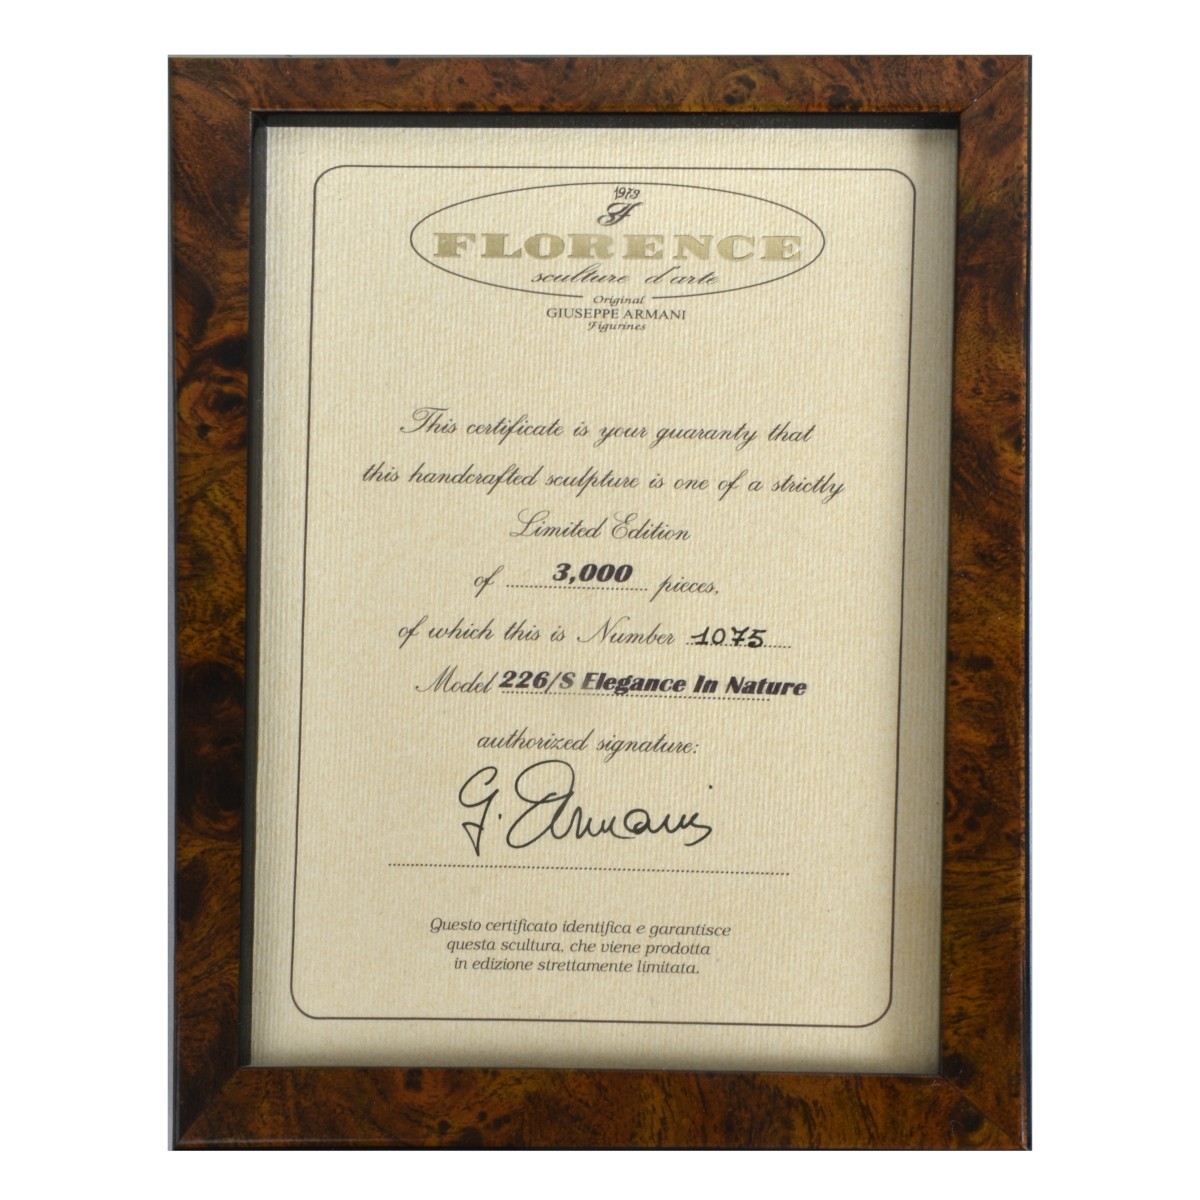 1973
FLORENCE
sculture d'arte
Original
GIUSEPPE ARMANI
Figurines
This certificate is your guaranty that
this handcrafted sculpture is one of a strictly
Limited Edition
of 3,000 pieces,
of which this is Number 1075
Model 226/S Elegance In Nature
authorized signature:
G. Armani
Questo certificato identifica e garantisce
questa scultura, che viene prodotta
in edizione strettamente limitata.